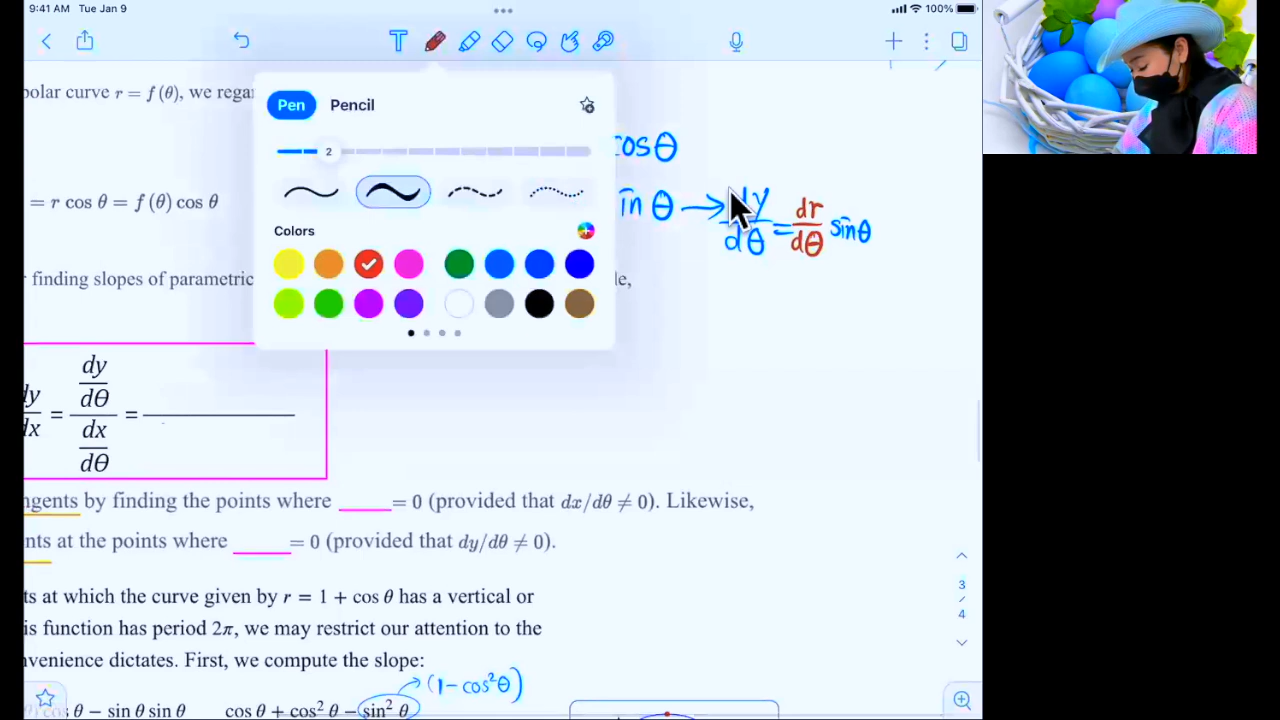 9:41 AM Tue Jan 9
100%
polar curve r = f(θ), we rega
Pen Pencil
2
Colors
cosθ
= r cos θ = f(θ) cos θ
sin θ → dy/dθ = dr/dθ sinθ
r finding slopes of parametric
le,
dy/dx = dy/dθ / dx/dθ =
ngents by finding the points where _____ = 0 (provided that dx/dθ ≠ 0). Likewise,
nts at the points where _____ = 0 (provided that dy/dθ ≠ 0).
3
4
ts at which the curve given by r = 1 + cos θ has a vertical or
is function has period 2π, we may restrict our attention to the
nvenience dictates. First, we compute the slope:
(1-cos²θ)
) cos θ − sin θ sin θ cos θ + cos² θ − sin² θ